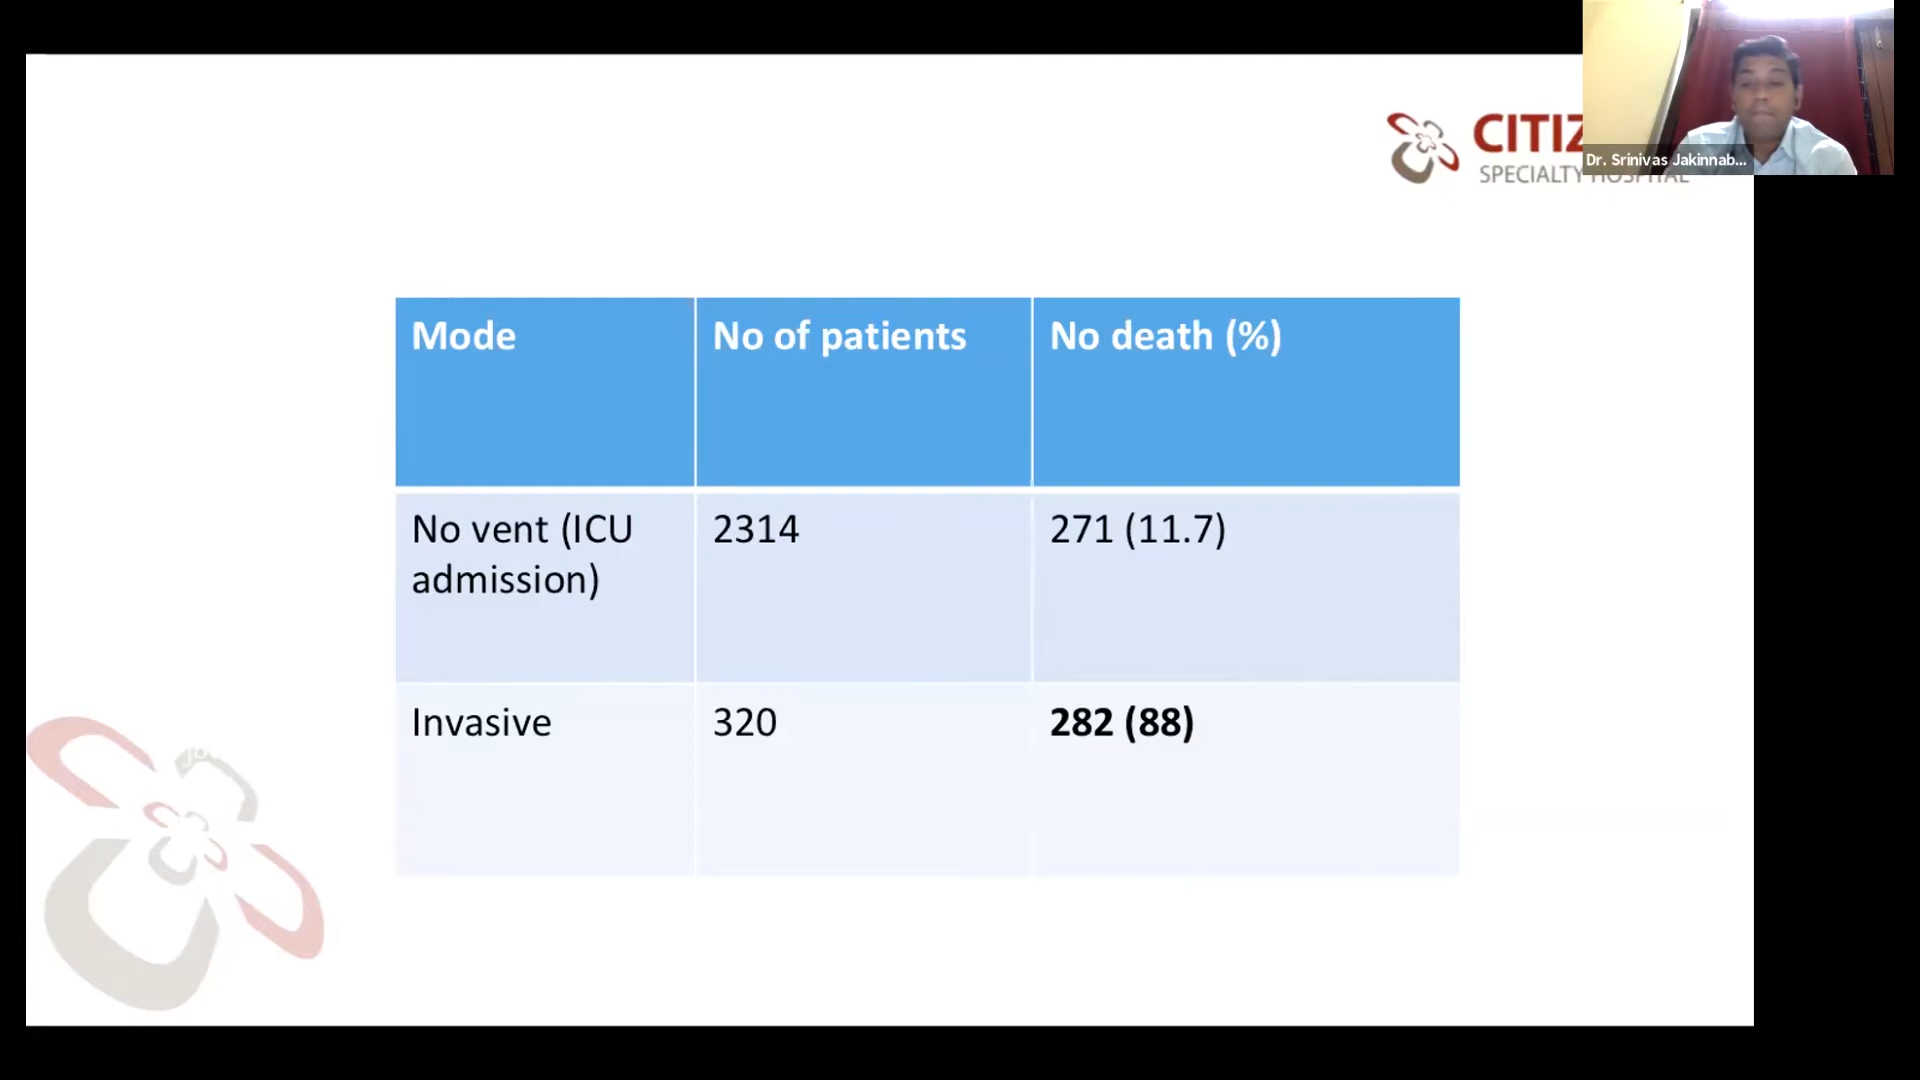 CITIZ
SPECIALTY HOSPITAL
Dr. Srinivas Jakinnab...
Mode
No of patients
No death (%)
No vent (ICU
admission)
2314
271 (11.7)
Invasive
320
282 (88)